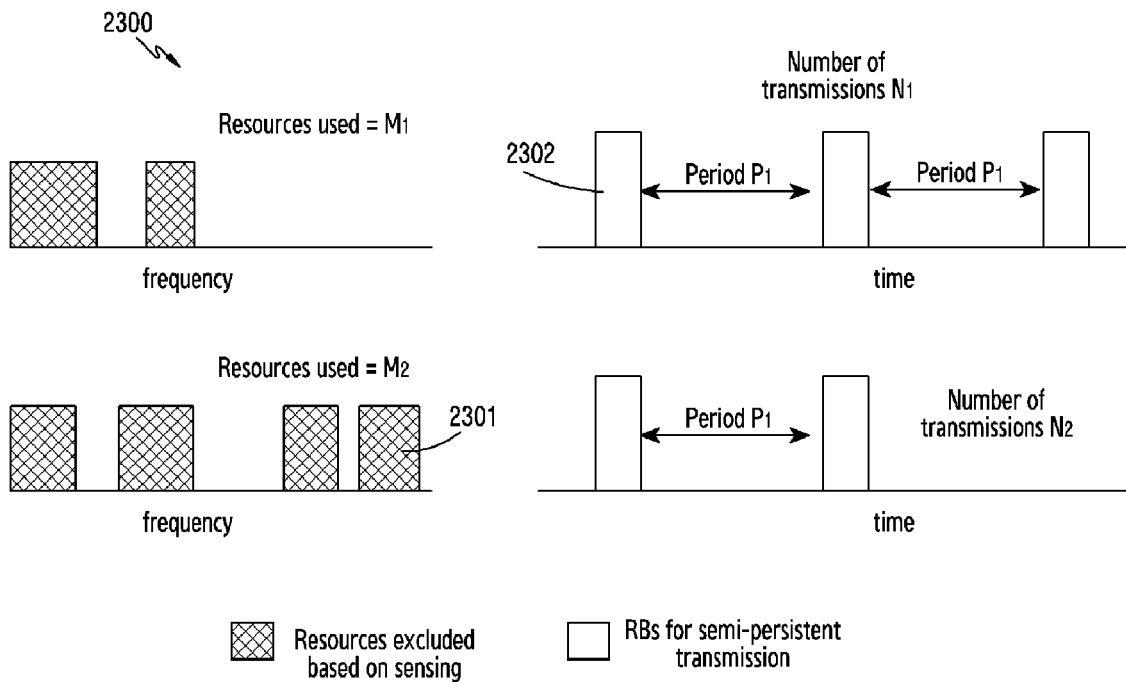 2300
Resources used = M1
Number of
transmissions N1
2302
Period P1
Period P1
frequency
time
Resources used = M2
2301
Period P1
Number of
transmissions N2
frequency
time
Resources excluded
based on sensing
RBs for semi-persistent
transmission